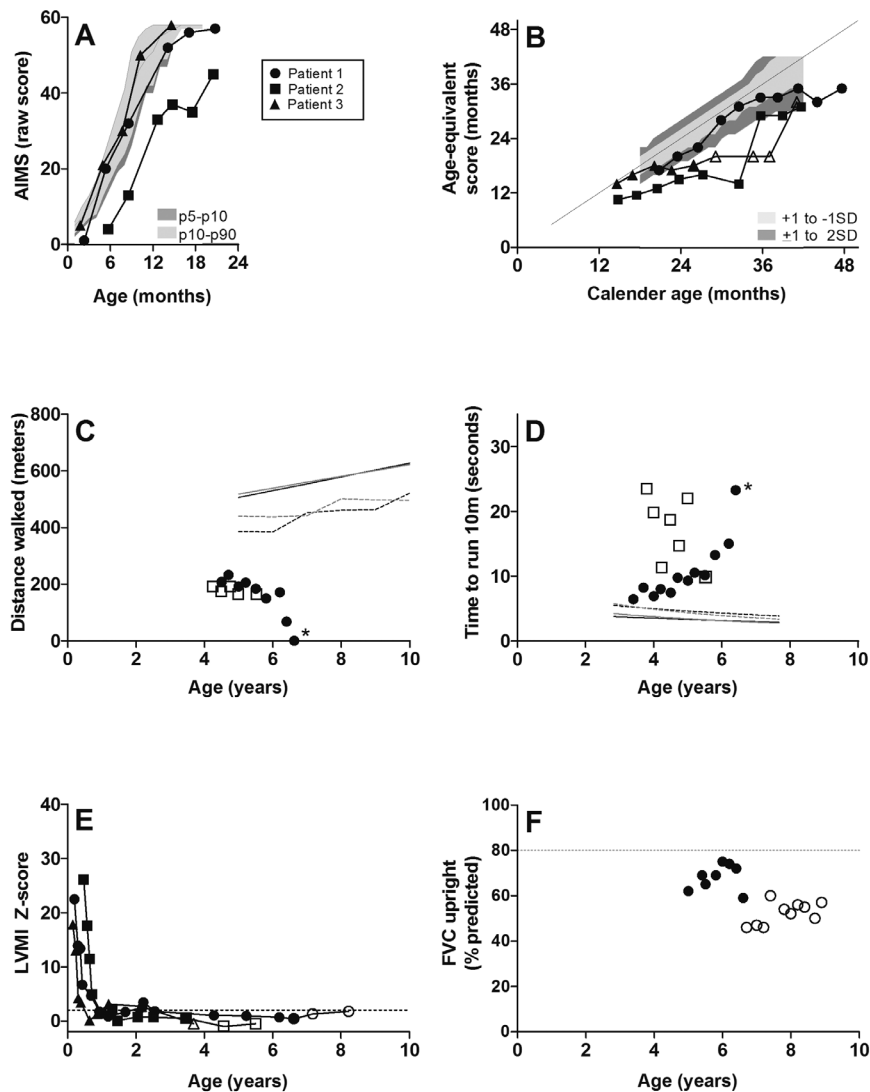 A
AIMS (raw score)
60
40
20
0
0 6 12 18 24
Age (months)
p5-p10
p10-p90
Patient 1
Patient 2
Patient 3
B
Age-equivalent
score (months)
48
36
24
12
0
0 12 24 36 48
Calender age (months)
+1 to -1SD
+1 to 2SD
C
Distance walked (meters)
800
600
400
200
0
*
0 2 4 6 8 10
Age (years)
D
Time to run 10m (seconds)
30
20
10
0
*
0 2 4 6 8 10
Age (years)
E
LVMI Z-score
40
30
20
10
0
0 2 4 6 8 10
Age (years)
F
FVC upright
(% predicted)
100
80
60
40
20
0
0 2 4 6 8 10
Age (years)